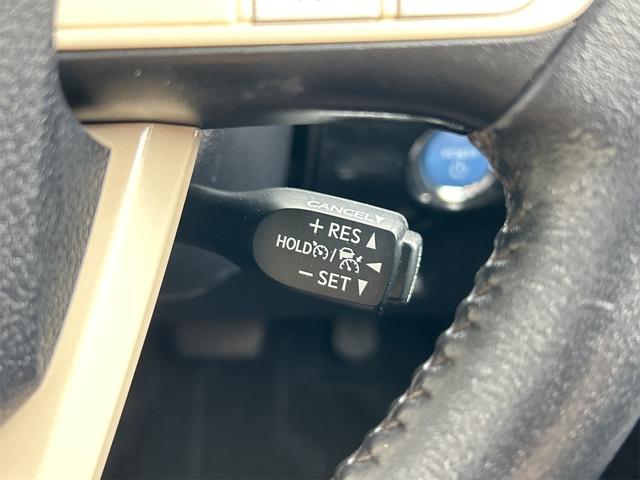 CANCEL
+ RES
HOLD /
− SET